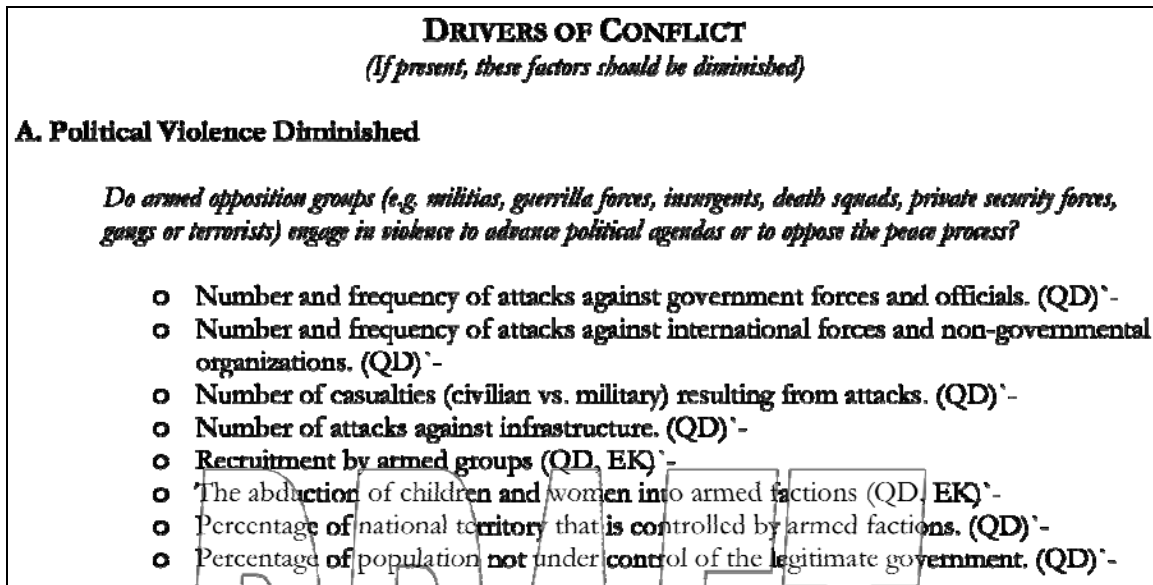 DRIVERS OF CONFLICT
(If present, these factors should be diminished)
A. Political Violence Diminished
Do armed opposition groups (e.g. militias, guerrilla forces, insurgents, death squads, private security forces,
gangs or terrorists) engage in violence to advance political agendas or to oppose the peace process?
o Number and frequency of attacks against government forces and officials. (QD)`-
o Number and frequency of attacks against international forces and non-governmental
organizations. (QD)`-
o Number of casualties (civilian vs. military) resulting from attacks. (QD)`-
o Number of attacks against infrastructure. (QD)`-
o Recruitment by armed groups (QD, EK)`-
o The abduction of children and women into armed factions (QD, EK)`-
o Percentage of national territory that is controlled by armed factions. (QD)`-
o Percentage of population not under control of the legitimate government. (QD)`-
DRAFT